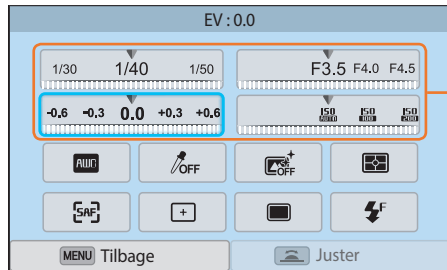 EV : 0.0
1/30 1/40 1/50 F3.5 F4.0 F4.5
-0.6 -0.3 0.0 +0.3 +0.6 ISO AUTO ISO 100 ISO 200
AWB OFF OFF
SAF F
MENU Tilbage Juster